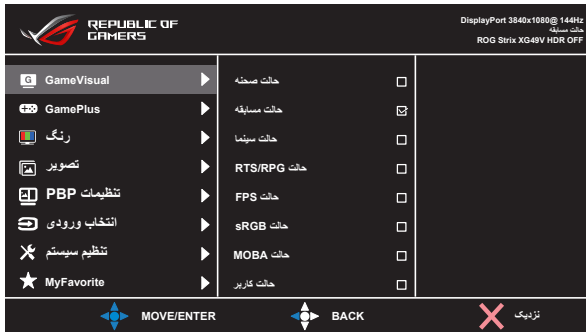 REPUBLIC OF
GAMERS
DisplayPort 3840x1080@ 144Hz
حالت مسابقه
ROG Strix XG49V HDR OFF
G GameVisual
GamePlus
رنگ
تصویر
تنظیمات PBP
انتخاب ورودی
تنظیم سیستم
MyFavorite
حالت صحنه
حالت مسابقه
حالت سینما
حالت RTS/RPG
حالت FPS
حالت sRGB
حالت MOBA
حالت کاربر
MOVE/ENTER
BACK
نزدیک